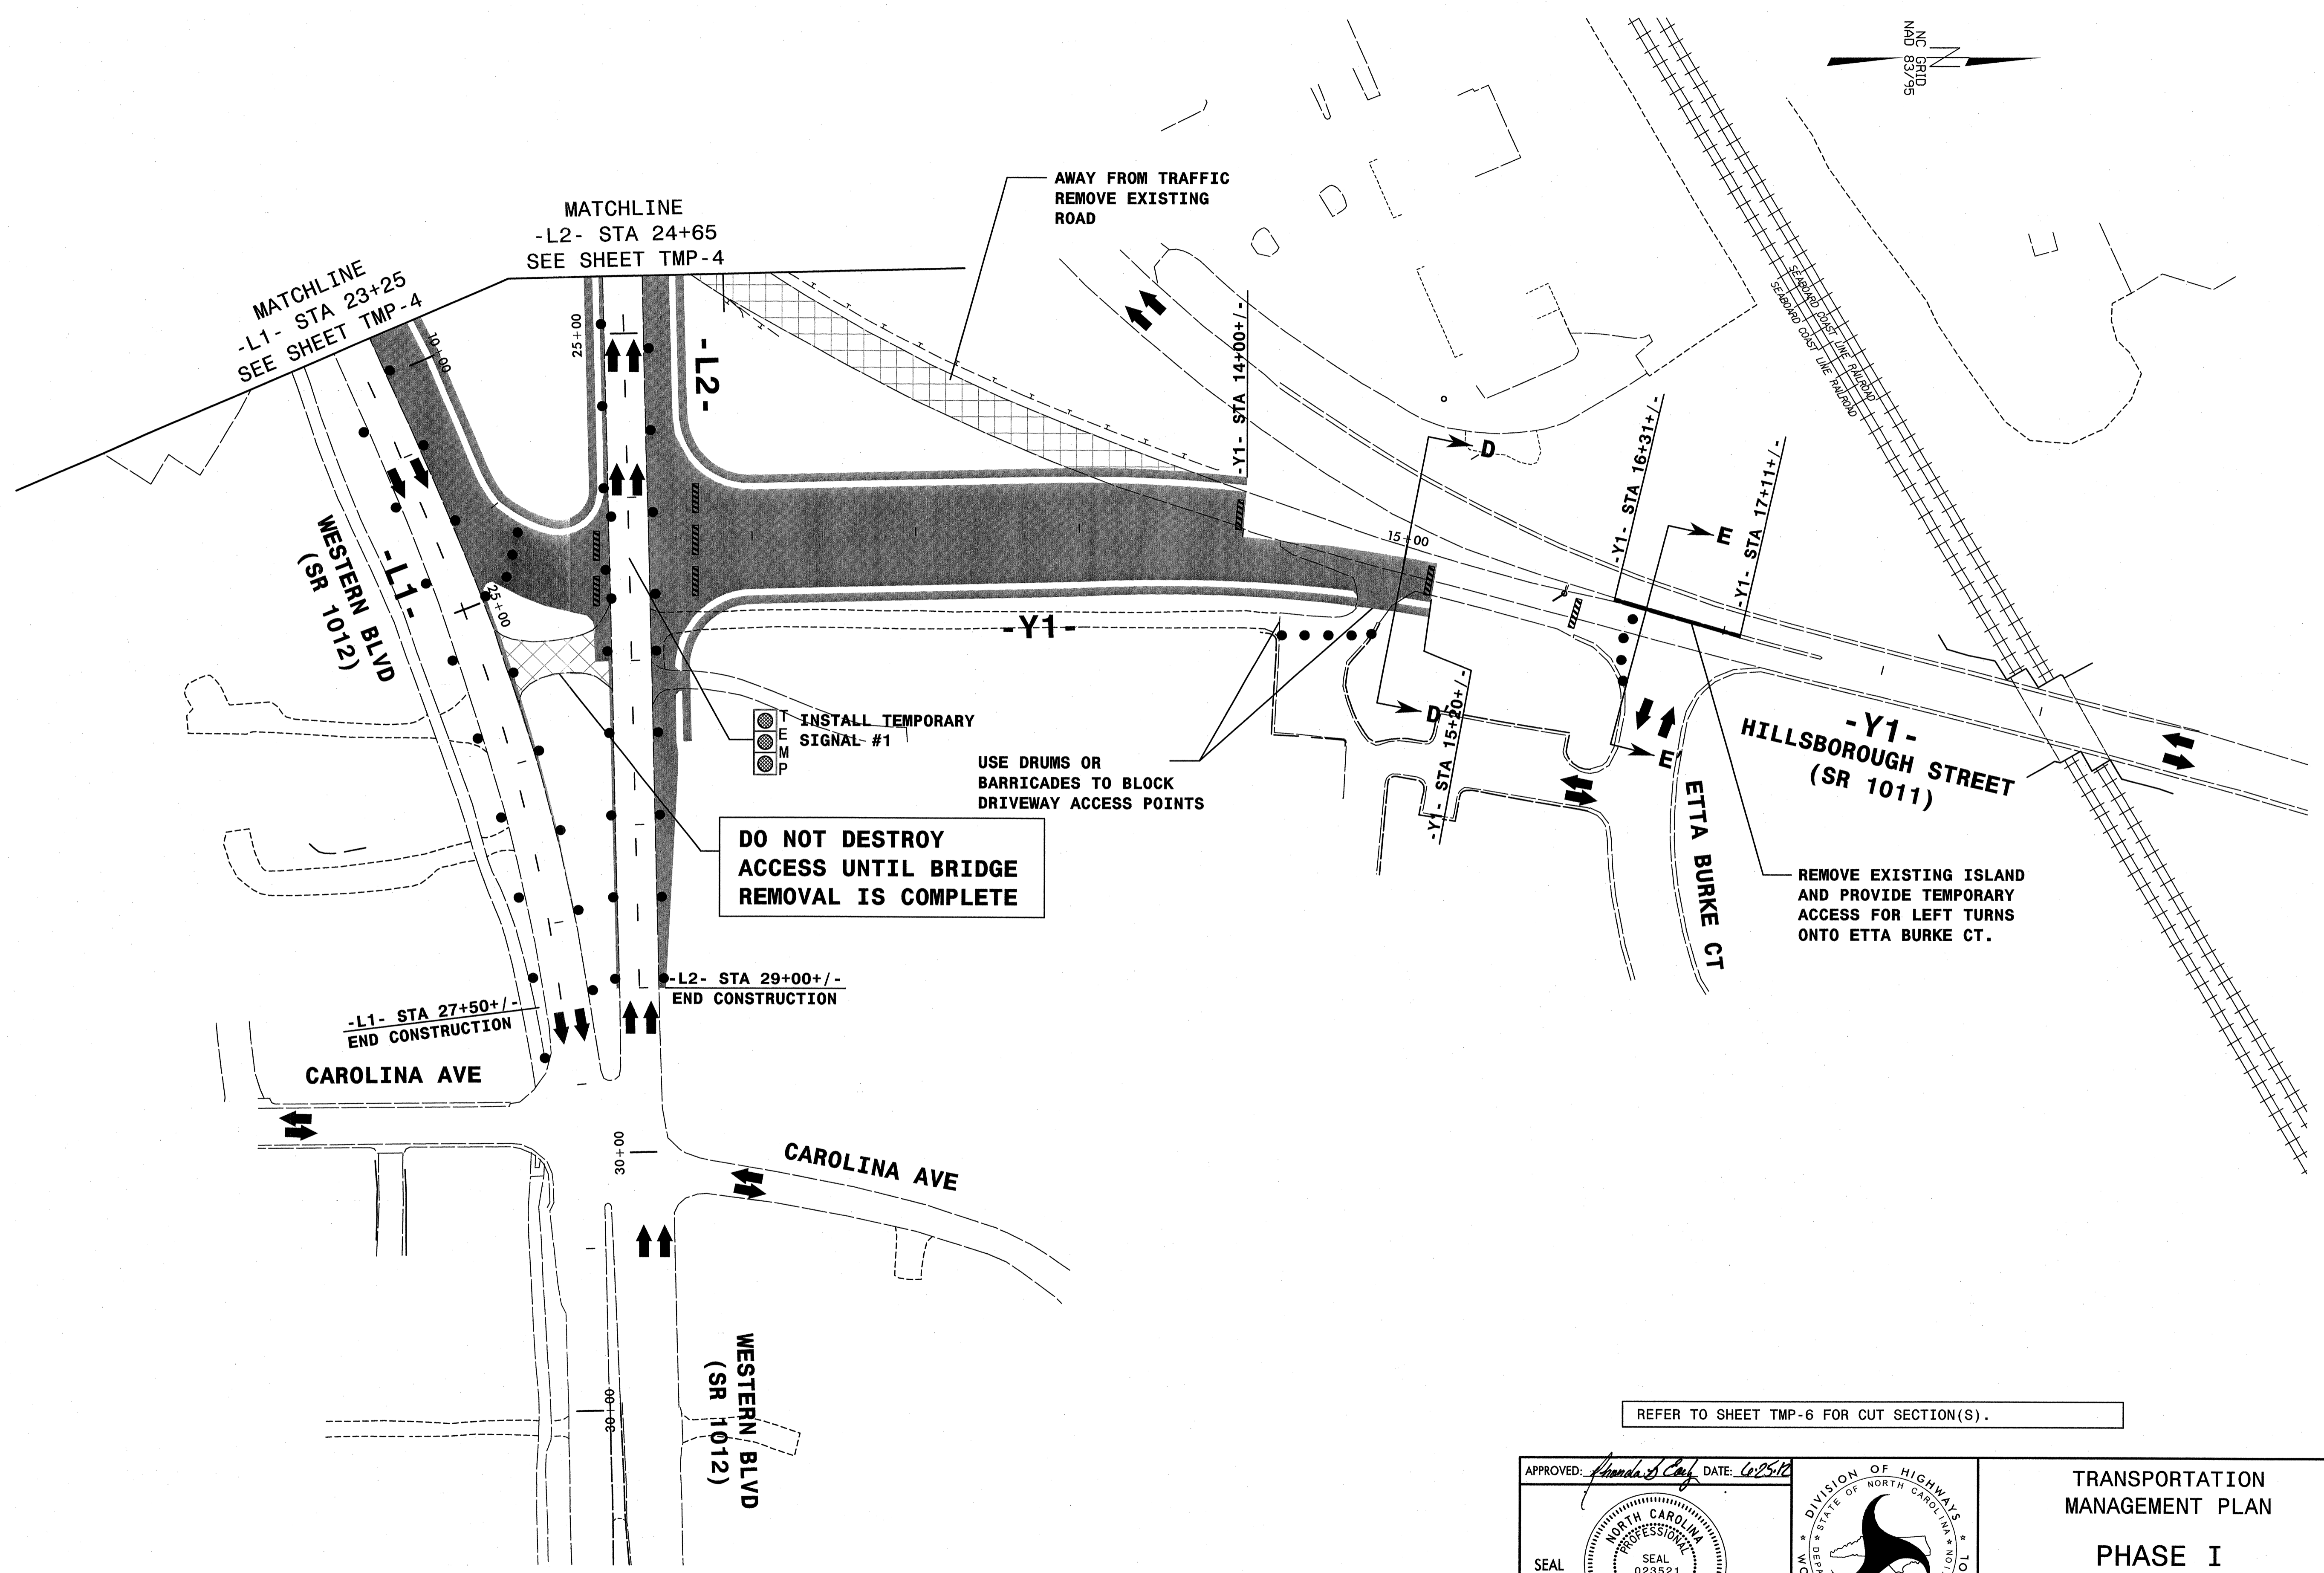 NC GRID
NAD 83/95
AWAY FROM TRAFFIC
REMOVE EXISTING
ROAD
MATCHLINE
-L2- STA 24+65
SEE SHEET TMP-4
MATCHLINE
-L1- STA 23+25
SEE SHEET TMP-4
10+00
25+00
-L2-
-Y1- STA 14+00+/-
SEABOARD COAST LINE RAILROAD
SEABOARD COAST LINE RAILROAD
D
-Y1- STA 16+31+/-
-Y1- STA 17+11+/-
E
15+00
WESTERN BLVD
(SR 1012)
-L1-
25+00
-Y1-
T
E
M
P
INSTALL TEMPORARY
SIGNAL #1
USE DRUMS OR
BARRICADES TO BLOCK
DRIVEWAY ACCESS POINTS
D'
-Y1- STA 15+20+/-
E'
-Y1-
HILLSBOROUGH STREET
(SR 1011)
ETTA BURKE CT
DO NOT DESTROY
ACCESS UNTIL BRIDGE
REMOVAL IS COMPLETE
REMOVE EXISTING ISLAND
AND PROVIDE TEMPORARY
ACCESS FOR LEFT TURNS
ONTO ETTA BURKE CT.
-L2- STA 29+00+/-
END CONSTRUCTION
-L1- STA 27+50+/-
END CONSTRUCTION
CAROLINA AVE
30+00
CAROLINA AVE
WESTERN BLVD
(SR 1012)
30+00
REFER TO SHEET TMP-6 FOR CUT SECTION(S).
APPROVED: DATE: 6-25-12
SEAL
NORTH CAROLINA
PROFESSIONAL
SEAL
023521
DIVISION OF HIGHWAYS
STATE OF NORTH CAROLINA
TRANSPORTATION
MANAGEMENT PLAN
PHASE I